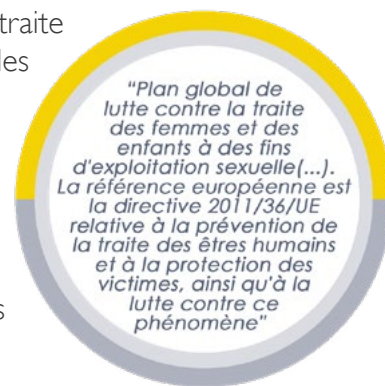 traite
les
"Plan global de
lutte contre la traite
des femmes et des
enfants à des fins
d'exploitation sexuelle(...).
La référence européenne est
la directive 2011/36/UE
relative à la prévention de
la traite des êtres humains
et à la protection des
victimes, ainsi qu'à la
lutte contre ce
phénomène"
s